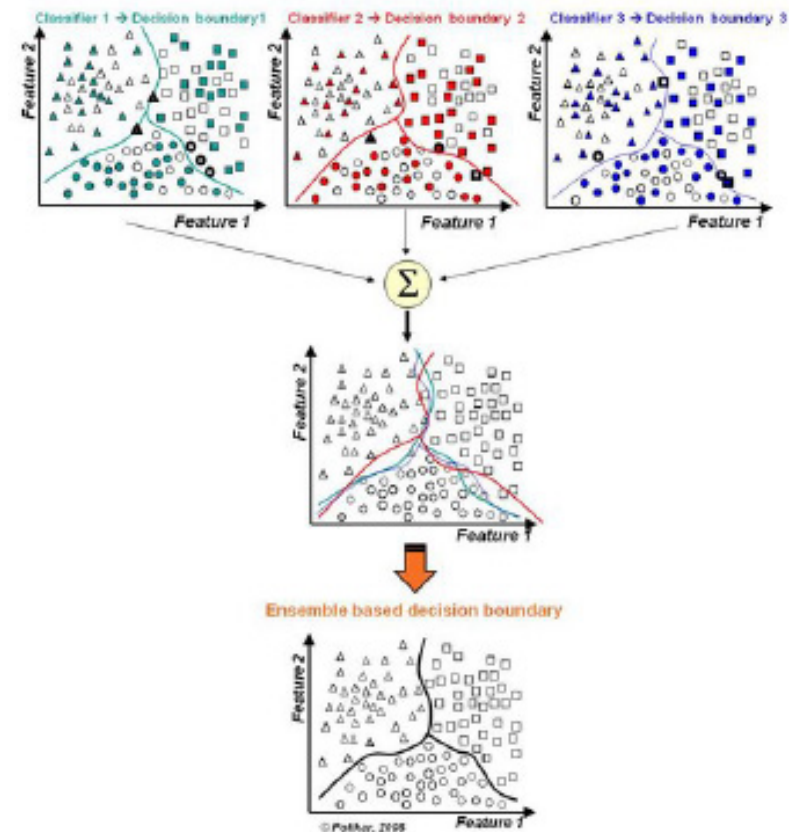 Classifier 1 → Decision boundary1
Classifier 2 → Decision boundary 2
Classifier 3 → Decision boundary 3
Feature 2
Feature 2
Feature 2
Feature 1
Feature 1
Feature 1
Σ
Feature 2
Feature 1
Ensemble based decision boundary
Feature 2
Feature 1
©